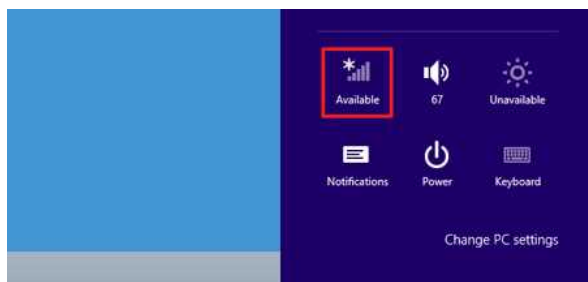 Available 67 Unavailable
Notifications Power Keyboard
Change PC settings